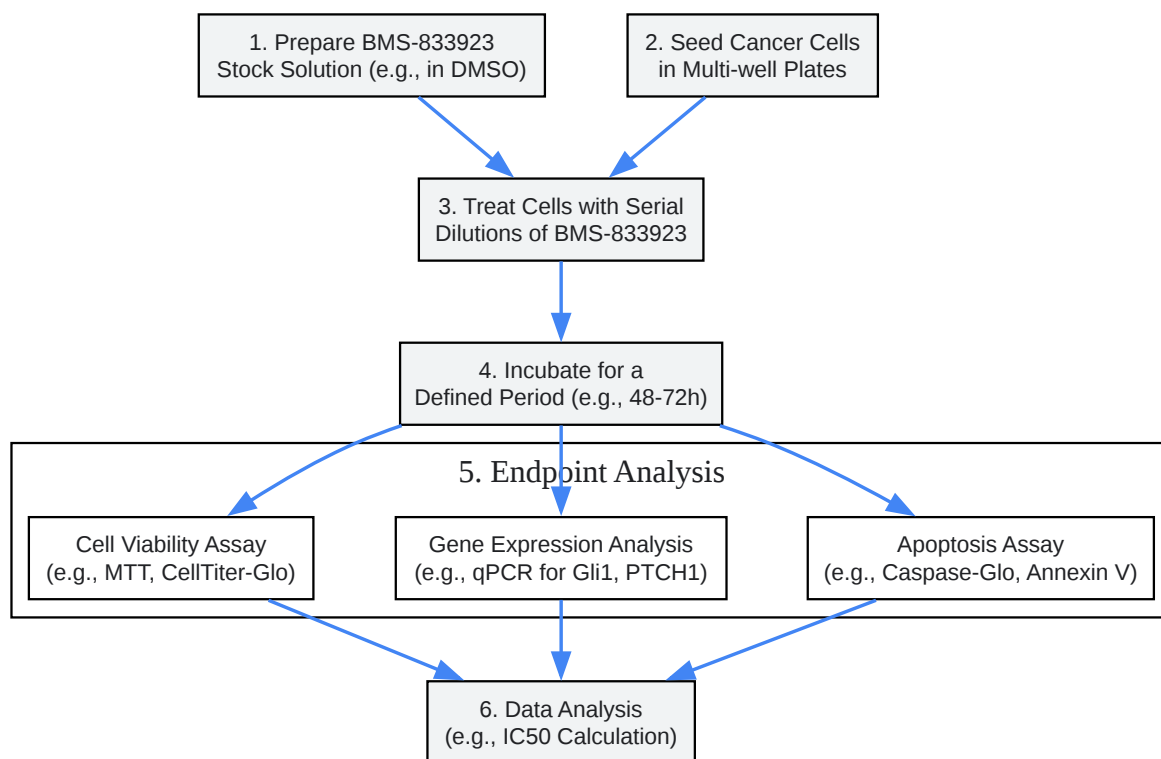 1. Prepare BMS-833923
Stock Solution (e.g., in DMSO)
2. Seed Cancer Cells
in Multi-well Plates
3. Treat Cells with Serial
Dilutions of BMS-833923
4. Incubate for a
Defined Period (e.g., 48-72h)
5. Endpoint Analysis
Cell Viability Assay
(e.g., MTT, CellTiter-Glo)
Gene Expression Analysis
(e.g., qPCR for Gli1, PTCH1)
Apoptosis Assay
(e.g., Caspase-Glo, Annexin V)
6. Data Analysis
(e.g., IC50 Calculation)